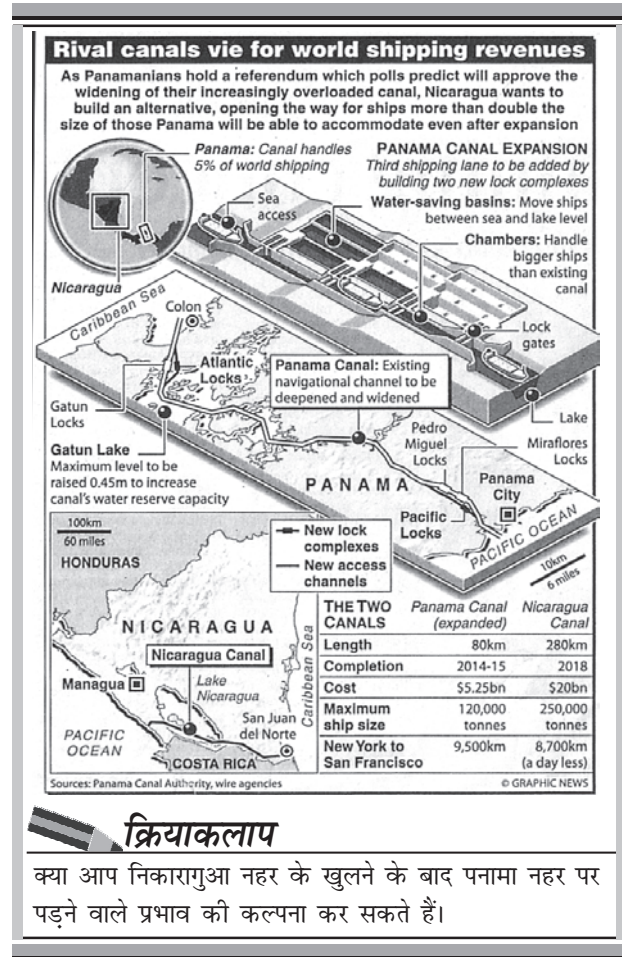 Rival canals vie for world shipping revenues
As Panamanians hold a referendum which polls predict will approve the
widening of their increasingly overloaded canal, Nicaragua wants to
build an alternative, opening the way for ships more than double the
size of those Panama will be able to accommodate even after expansion
Panama: Canal handles
5% of world shipping
PANAMA CANAL EXPANSION
Third shipping lane to be added by
building two new lock complexes
Water-saving basins: Move ships
between sea and lake level
Sea
access
Chambers: Handle
bigger ships
than existing
canal
Nicaragua
Lock
gates
Lake
Caribbean Sea
Colon
Atlantic
Locks
Panama Canal: Existing
navigational channel to be
deepened and widened
Gatun
Locks
Gatun Lake
Maximum level to be
raised 0.45m to increase
canal's water reserve capacity
Pedro
Miguel
Locks
Miraflores
Locks
PANAMA
Panama
City
Pacific
Locks
PACIFIC OCEAN
10km
6 miles
100km
60 miles
HONDURAS
New lock
complexes
New access
channels
NICARAGUA
Nicaragua Canal
Managua
Lake
Nicaragua
Caribbean Sea
San Juan
del Norte
PACIFIC
OCEAN
COSTA RICA
THE TWO Panama Canal Nicaragua
CANALS (expanded) Canal
Length 80km 280km
Completion 2014-15 2018
Cost $5.25bn $20bn
Maximum 120,000 250,000
ship size tonnes tonnes
New York to 9,500km 8,700km
San Francisco (a day less)
Sources: Panama Canal Authority, wire agencies © GRAPHIC NEWS
क्रियाकलाप
क्या आप निकारागुआ नहर के खुलने के बाद पनामा नहर पर
पड़ने वाले प्रभाव की कल्पना कर सकते हैं।